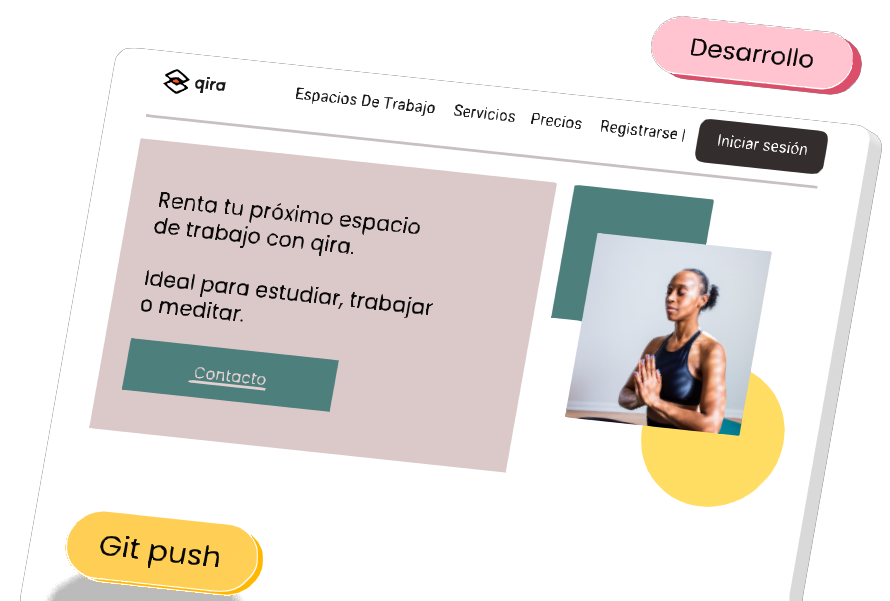 Desarrollo
qira
Espacios De Trabajo
Servicios
Precios
Registrarse |
Iniciar sesión
Renta tu próximo espacio
de trabajo con qira.
Ideal para estudiar, trabajar
o meditar.
Contacto
Git push